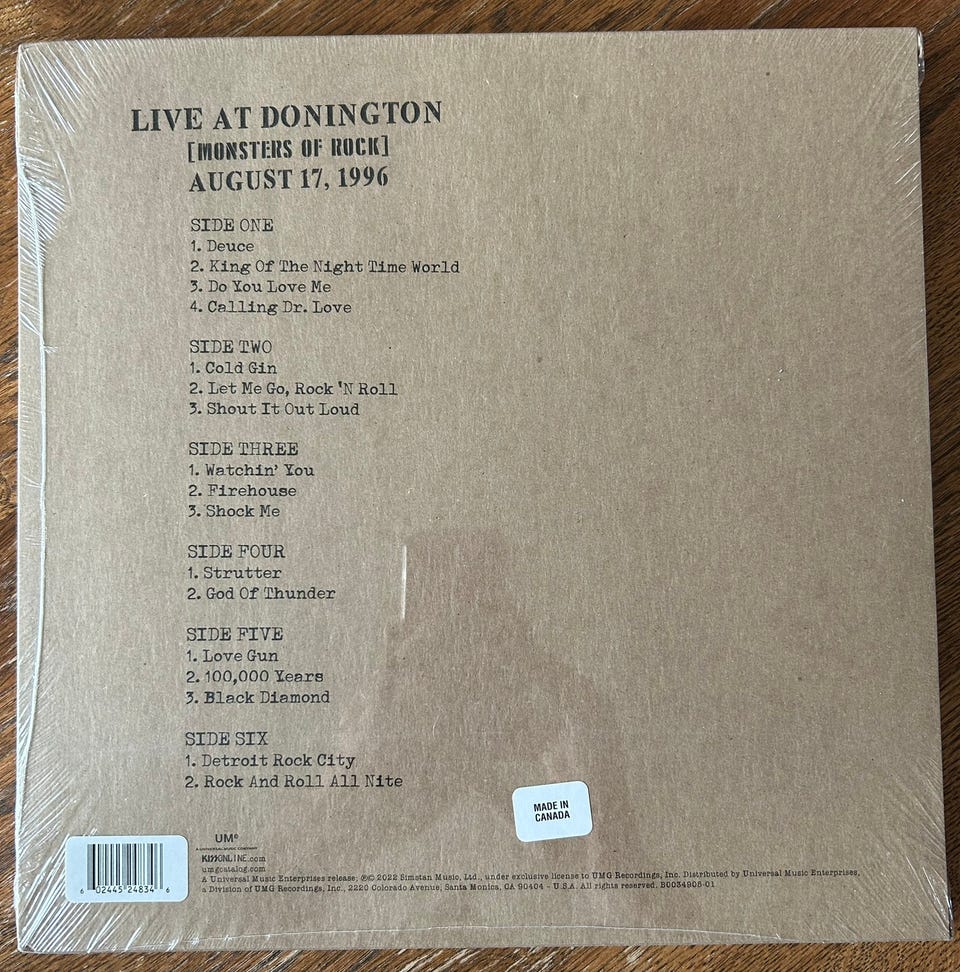 LIVE AT DONINGTON
[MONSTERS OF ROCK]
AUGUST 17, 1996
SIDE ONE
1. Deuce
2. King Of The Night Time World
3. Do You Love Me
4. Calling Dr. Love
SIDE TWO
1. Cold Gin
2. Let Me Go, Rock 'N Roll
3. Shout It Out Loud
SIDE THREE
1. Watchin' You
2. Firehouse
3. Shock Me
SIDE FOUR
1. Strutter
2. God Of Thunder
SIDE FIVE
1. Love Gun
2. 100,000 Years
3. Black Diamond
SIDE SIX
1. Detroit Rock City
2. Rock And Roll All Nite
MADE IN
CANADA
UMe
A UNIVERSAL MUSIC COMPANY
KISSONLINE.com
umgcatalog.com
A Universal Music Enterprises release; ℗© 2022 Simstan Music, Ltd., under exclusive license to UMG Recordings, Inc. Distributed by Universal Music Enterprises,
a Division of UMG Recordings, Inc., 2220 Colorado Avenue, Santa Monica, CA 90404 - U.S.A. All rights reserved. B0034908-01
6 02445 24834 6